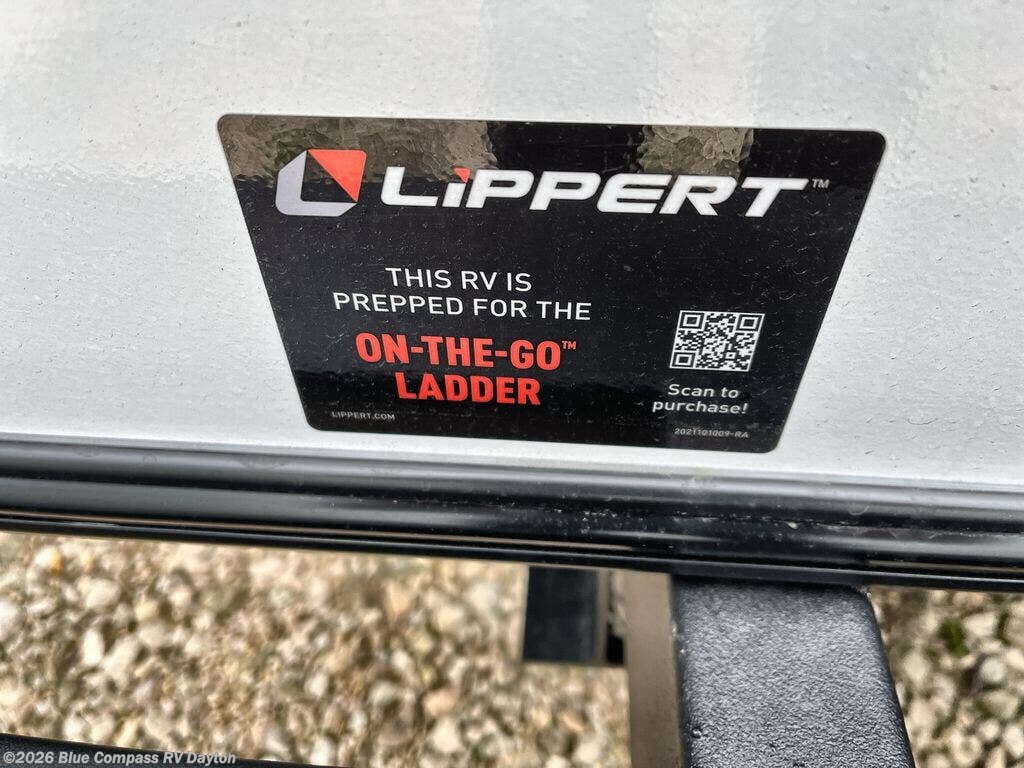 LiPPERT™
THIS RV IS
PREPPED FOR THE
ON-THE-GO™
LADDER
LIPPERT.COM
Scan to
purchase!
2021101009-RA
©2026 Blue Compass RV Dayton